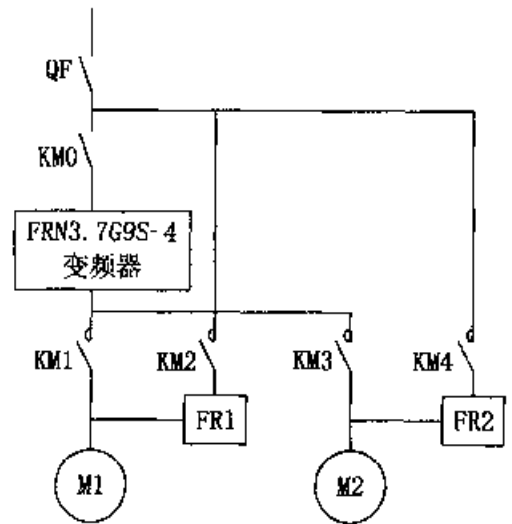 QF
KM0
FRN3.7G9S-4
变频器
KM1
KM2
KM3
KM4
FR1
FR2
M1
M2